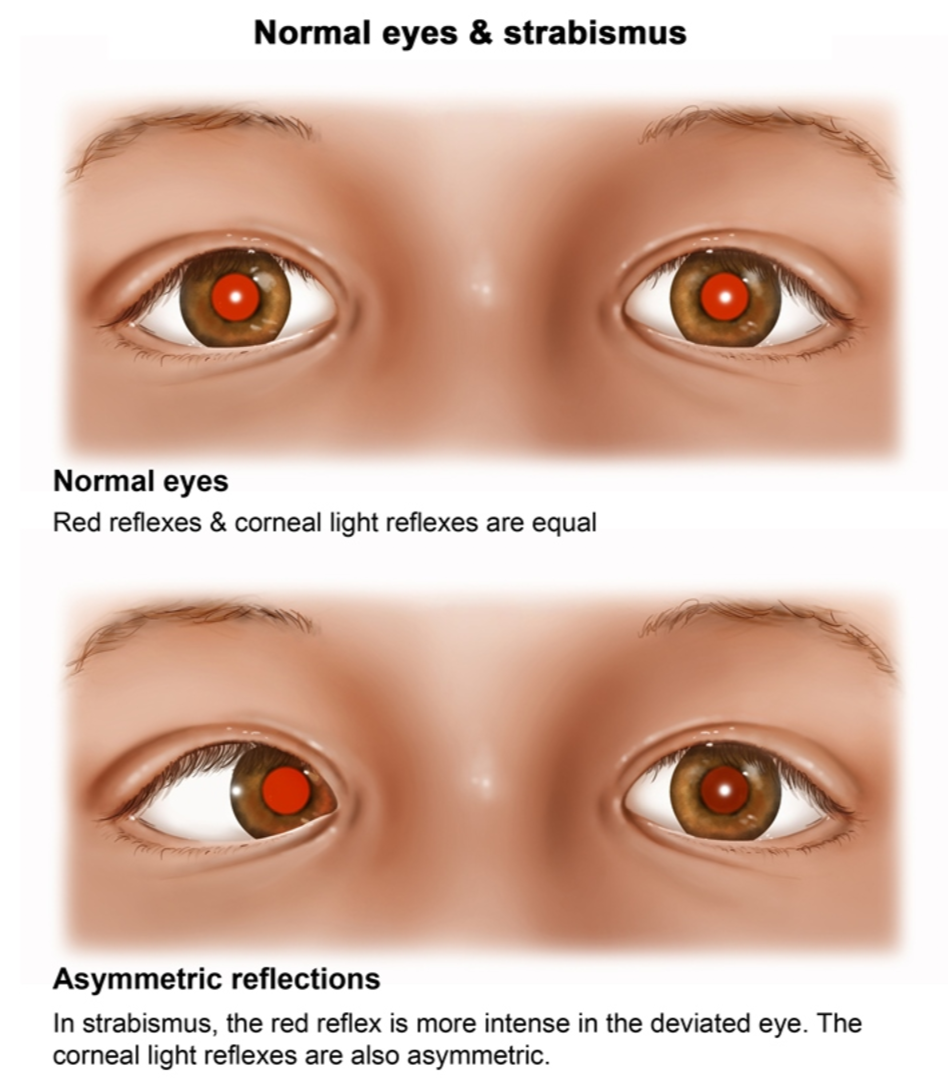 Normal eyes & strabismus
Normal eyes
Red reflexes & corneal light reflexes are equal
Asymmetric reflections
In strabismus, the red reflex is more intense in the deviated eye. The
corneal light reflexes are also asymmetric.